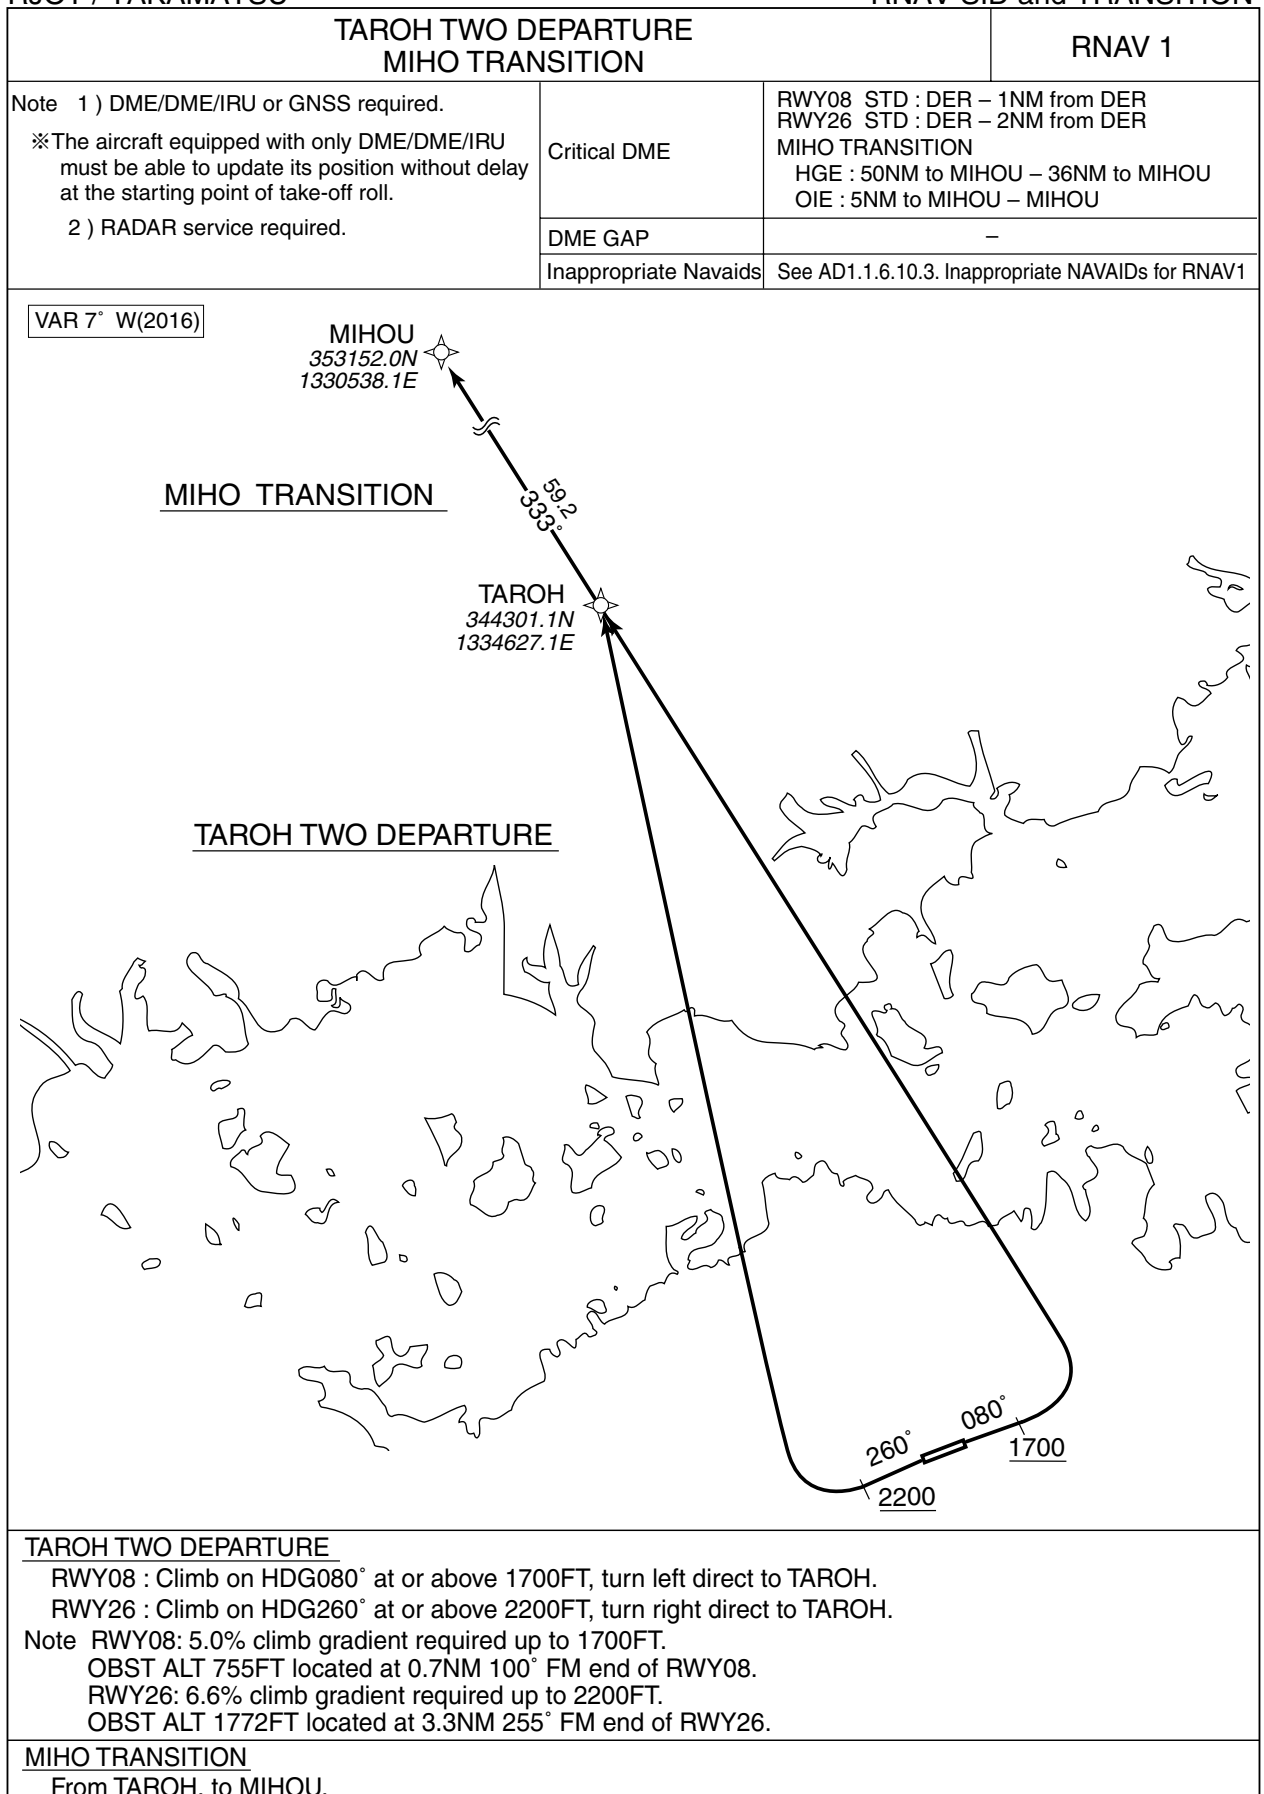 RJOT / TAKAMATSU
RNAV SID and TRANSITION
TAROH TWO DEPARTURE
MIHO TRANSITION
RNAV 1
Note 1 ) DME/DME/IRU or GNSS required.
※The aircraft equipped with only DME/DME/IRU
must be able to update its position without delay
at the starting point of take-off roll.
2 ) RADAR service required.
Critical DME
RWY08 STD : DER – 1NM from DER
RWY26 STD : DER – 2NM from DER
MIHO TRANSITION
HGE : 50NM to MIHOU – 36NM to MIHOU
OIE : 5NM to MIHOU – MIHOU
DME GAP
–
Inappropriate Navaids
See AD1.1.6.10.3. Inappropriate NAVAIDs for RNAV1
VAR 7° W(2016)
MIHOU
353152.0N
1330538.1E
MIHO TRANSITION
59.2
333°
TAROH
344301.1N
1334627.1E
TAROH TWO DEPARTURE
080°
260°
1700
2200
TAROH TWO DEPARTURE
RWY08 : Climb on HDG080° at or above 1700FT, turn left direct to TAROH.
RWY26 : Climb on HDG260° at or above 2200FT, turn right direct to TAROH.
Note RWY08: 5.0% climb gradient required up to 1700FT.
OBST ALT 755FT located at 0.7NM 100° FM end of RWY08.
RWY26: 6.6% climb gradient required up to 2200FT.
OBST ALT 1772FT located at 3.3NM 255° FM end of RWY26.
MIHO TRANSITION
From TAROH, to MIHOU.